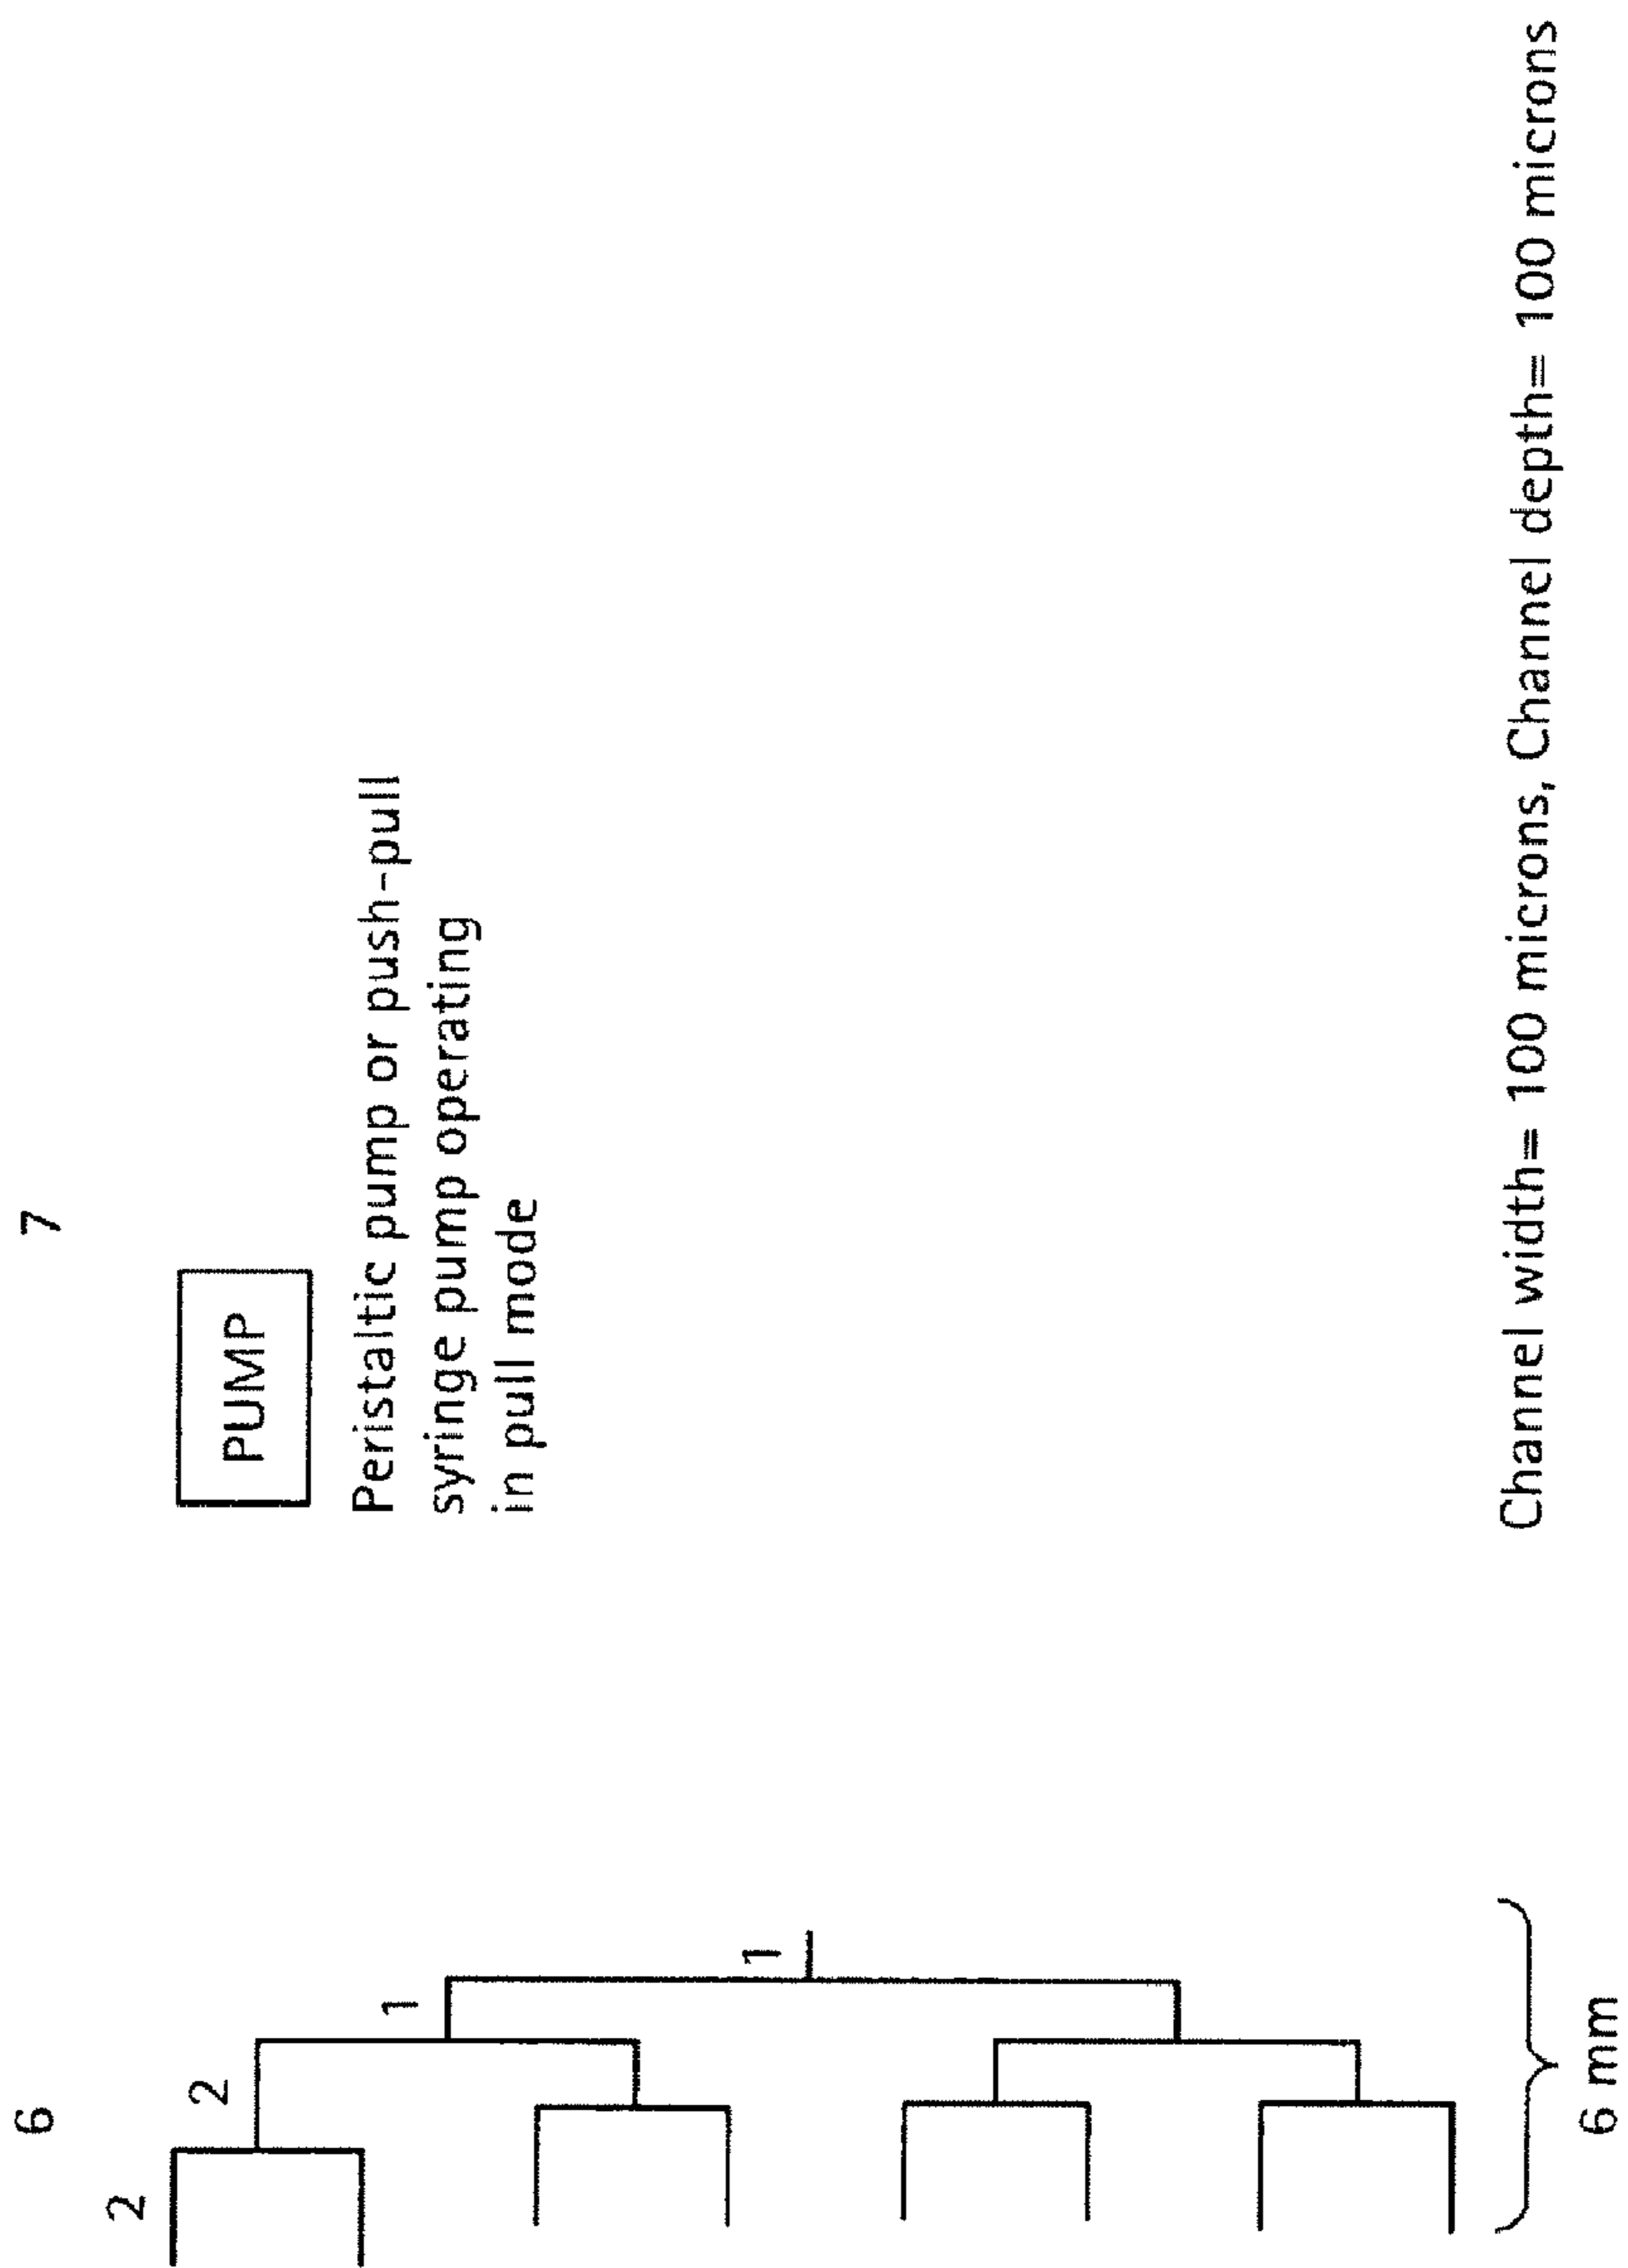 6
7
2
2
1
1
PUMP
Peristaltic pump or push-pull
syringe pump operating
in pull mode
6 mm
Channel width= 100 microns, Channel depth= 100 microns